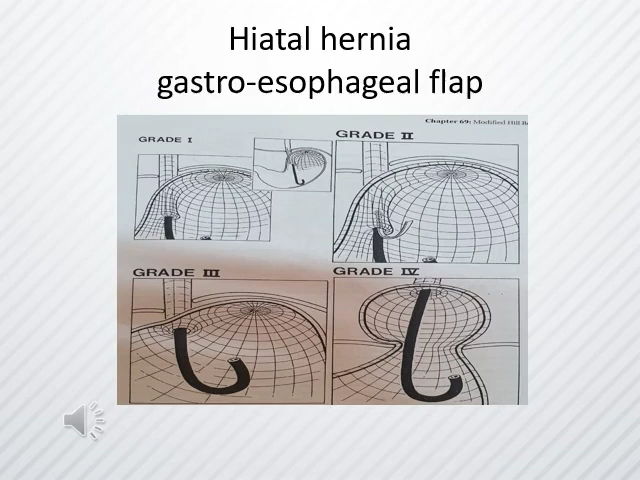 Hiatal hernia
gastro-esophageal flap
Chapter 69: Modified Hill
GRADE I
GRADE II
GRADE III
GRADE IV